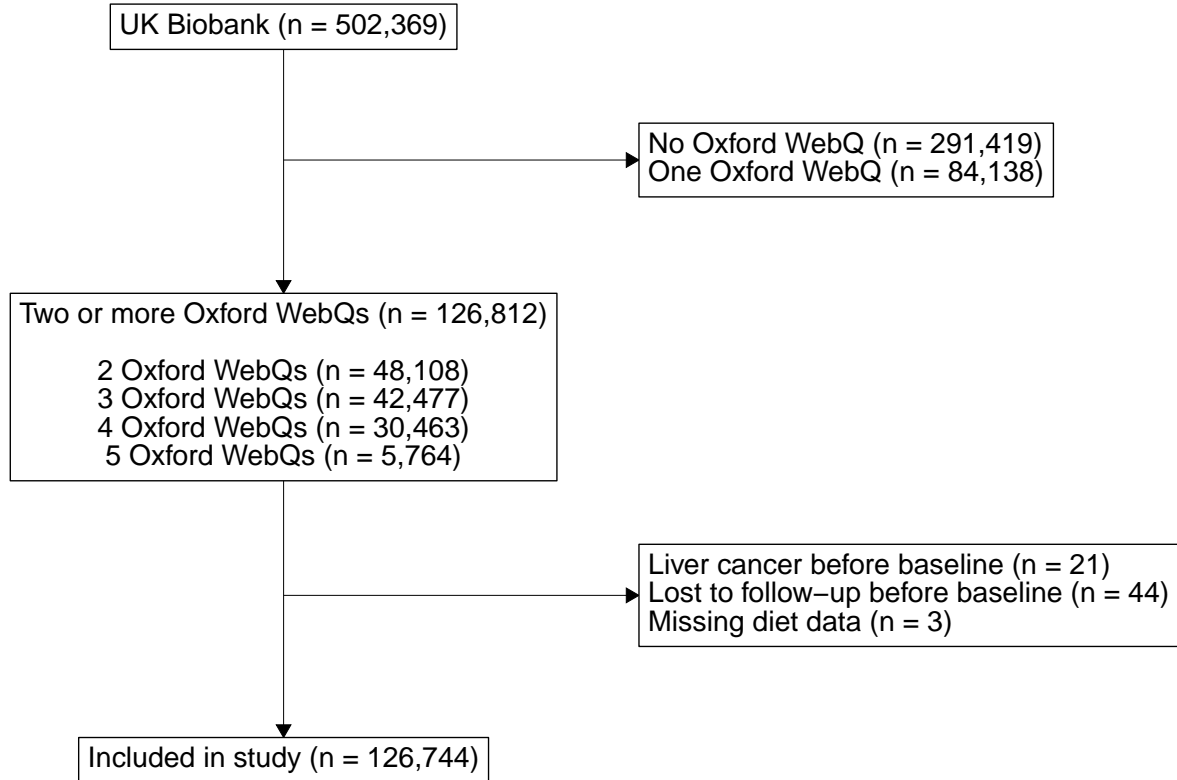 UK Biobank (n = 502,369)
No Oxford WebQ (n = 291,419)
One Oxford WebQ (n = 84,138)
Two or more Oxford WebQs (n = 126,812)
2 Oxford WebQs (n = 48,108)
3 Oxford WebQs (n = 42,477)
4 Oxford WebQs (n = 30,463)
5 Oxford WebQs (n = 5,764)
Liver cancer before baseline (n = 21)
Lost to follow−up before baseline (n = 44)
Missing diet data (n = 3)
Included in study (n = 126,744)